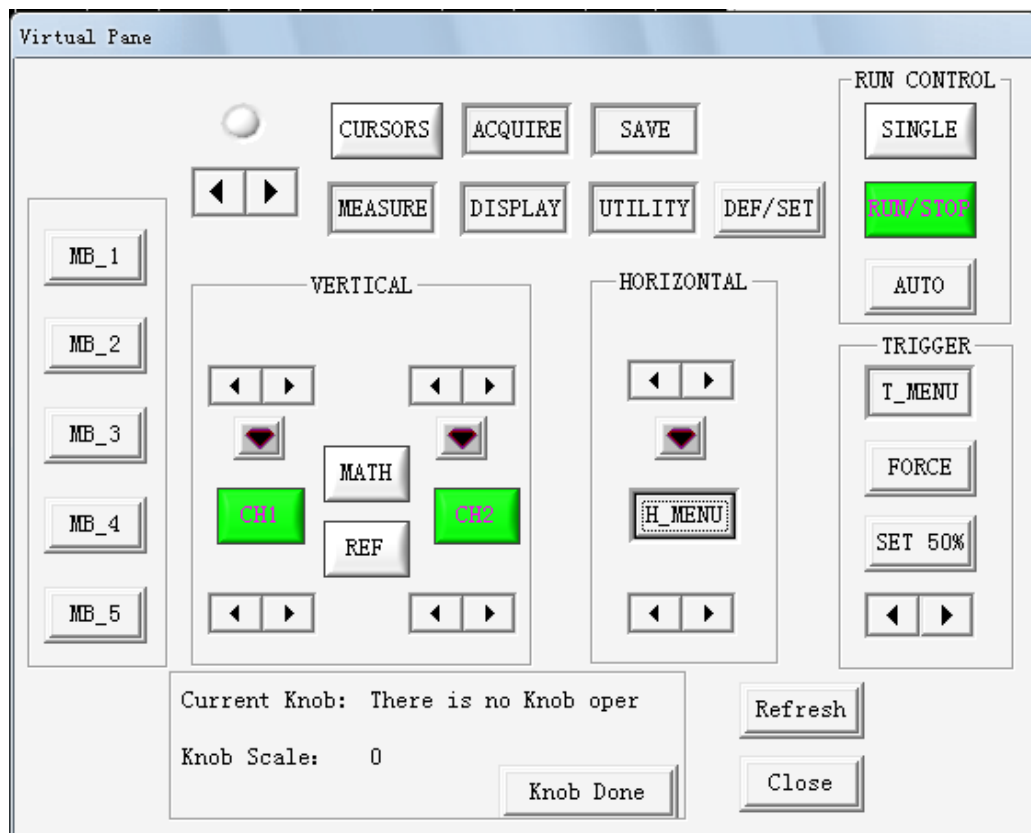 Virtual Pane
RUN CONTROL
CURSORS ACQUIRE SAVE SINGLE
MEASURE DISPLAY UTILITY DEF/SET RUN/STOP
MB_1
AUTO
VERTICAL HORIZONTAL
MB_2
TRIGGER
T_MENU
MB_3
MATH FORCE
CH1 CH2 H_MENU
MB_4
REF SET 50%
MB_5
Current Knob: There is no Knob oper
Refresh
Knob Scale: 0
Knob Done Close